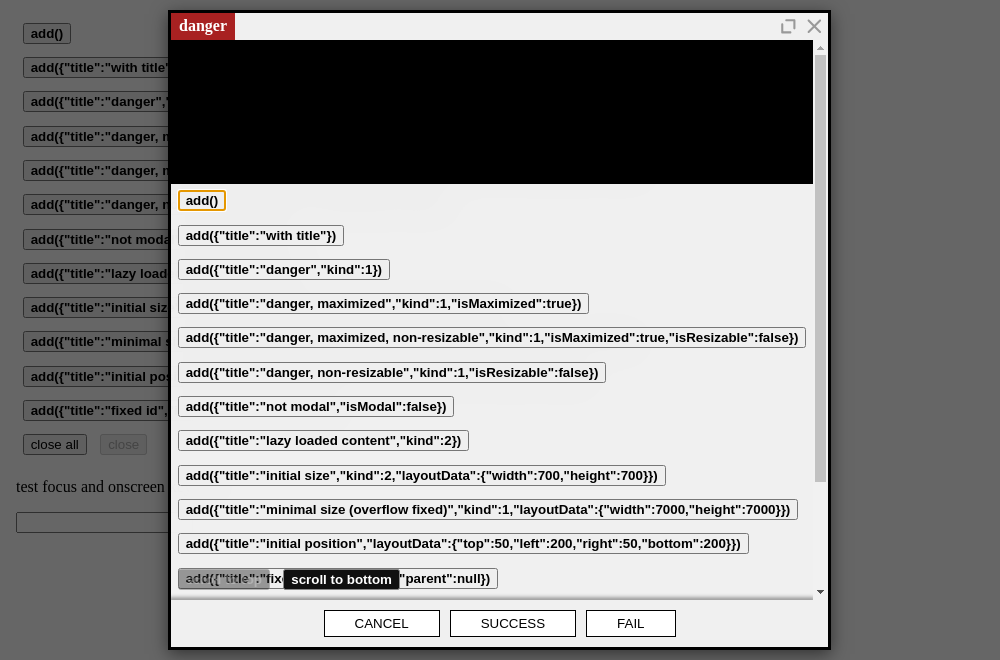 danger
add()
add({"title":"with title"
add({"title":"danger","
add({"title":"danger, m
add({"title":"danger, m
add({"title":"danger, n
add({"title":"not moda
add({"title":"lazy load
add({"title":"initial siz
add({"title":"minimal s
add({"title":"initial pos
add({"title":"fixed id",
close all close
test focus and onscreen
add()
add({"title":"with title"})
add({"title":"danger","kind":1})
add({"title":"danger, maximized","kind":1,"isMaximized":true})
add({"title":"danger, maximized, non-resizable","kind":1,"isMaximized":true,"isResizable":false})
add({"title":"danger, non-resizable","kind":1,"isResizable":false})
add({"title":"not modal","isModal":false})
add({"title":"lazy loaded content","kind":2})
add({"title":"initial size","kind":2,"layoutData":{"width":700,"height":700}})
add({"title":"minimal size (overflow fixed)","kind":1,"layoutData":{"width":7000,"height":7000}})
add({"title":"initial position","layoutData":{"top":50,"left":200,"right":50,"bottom":200}})
add({"title":"fixe scroll to bottom "parent":null})
CANCEL SUCCESS FAIL